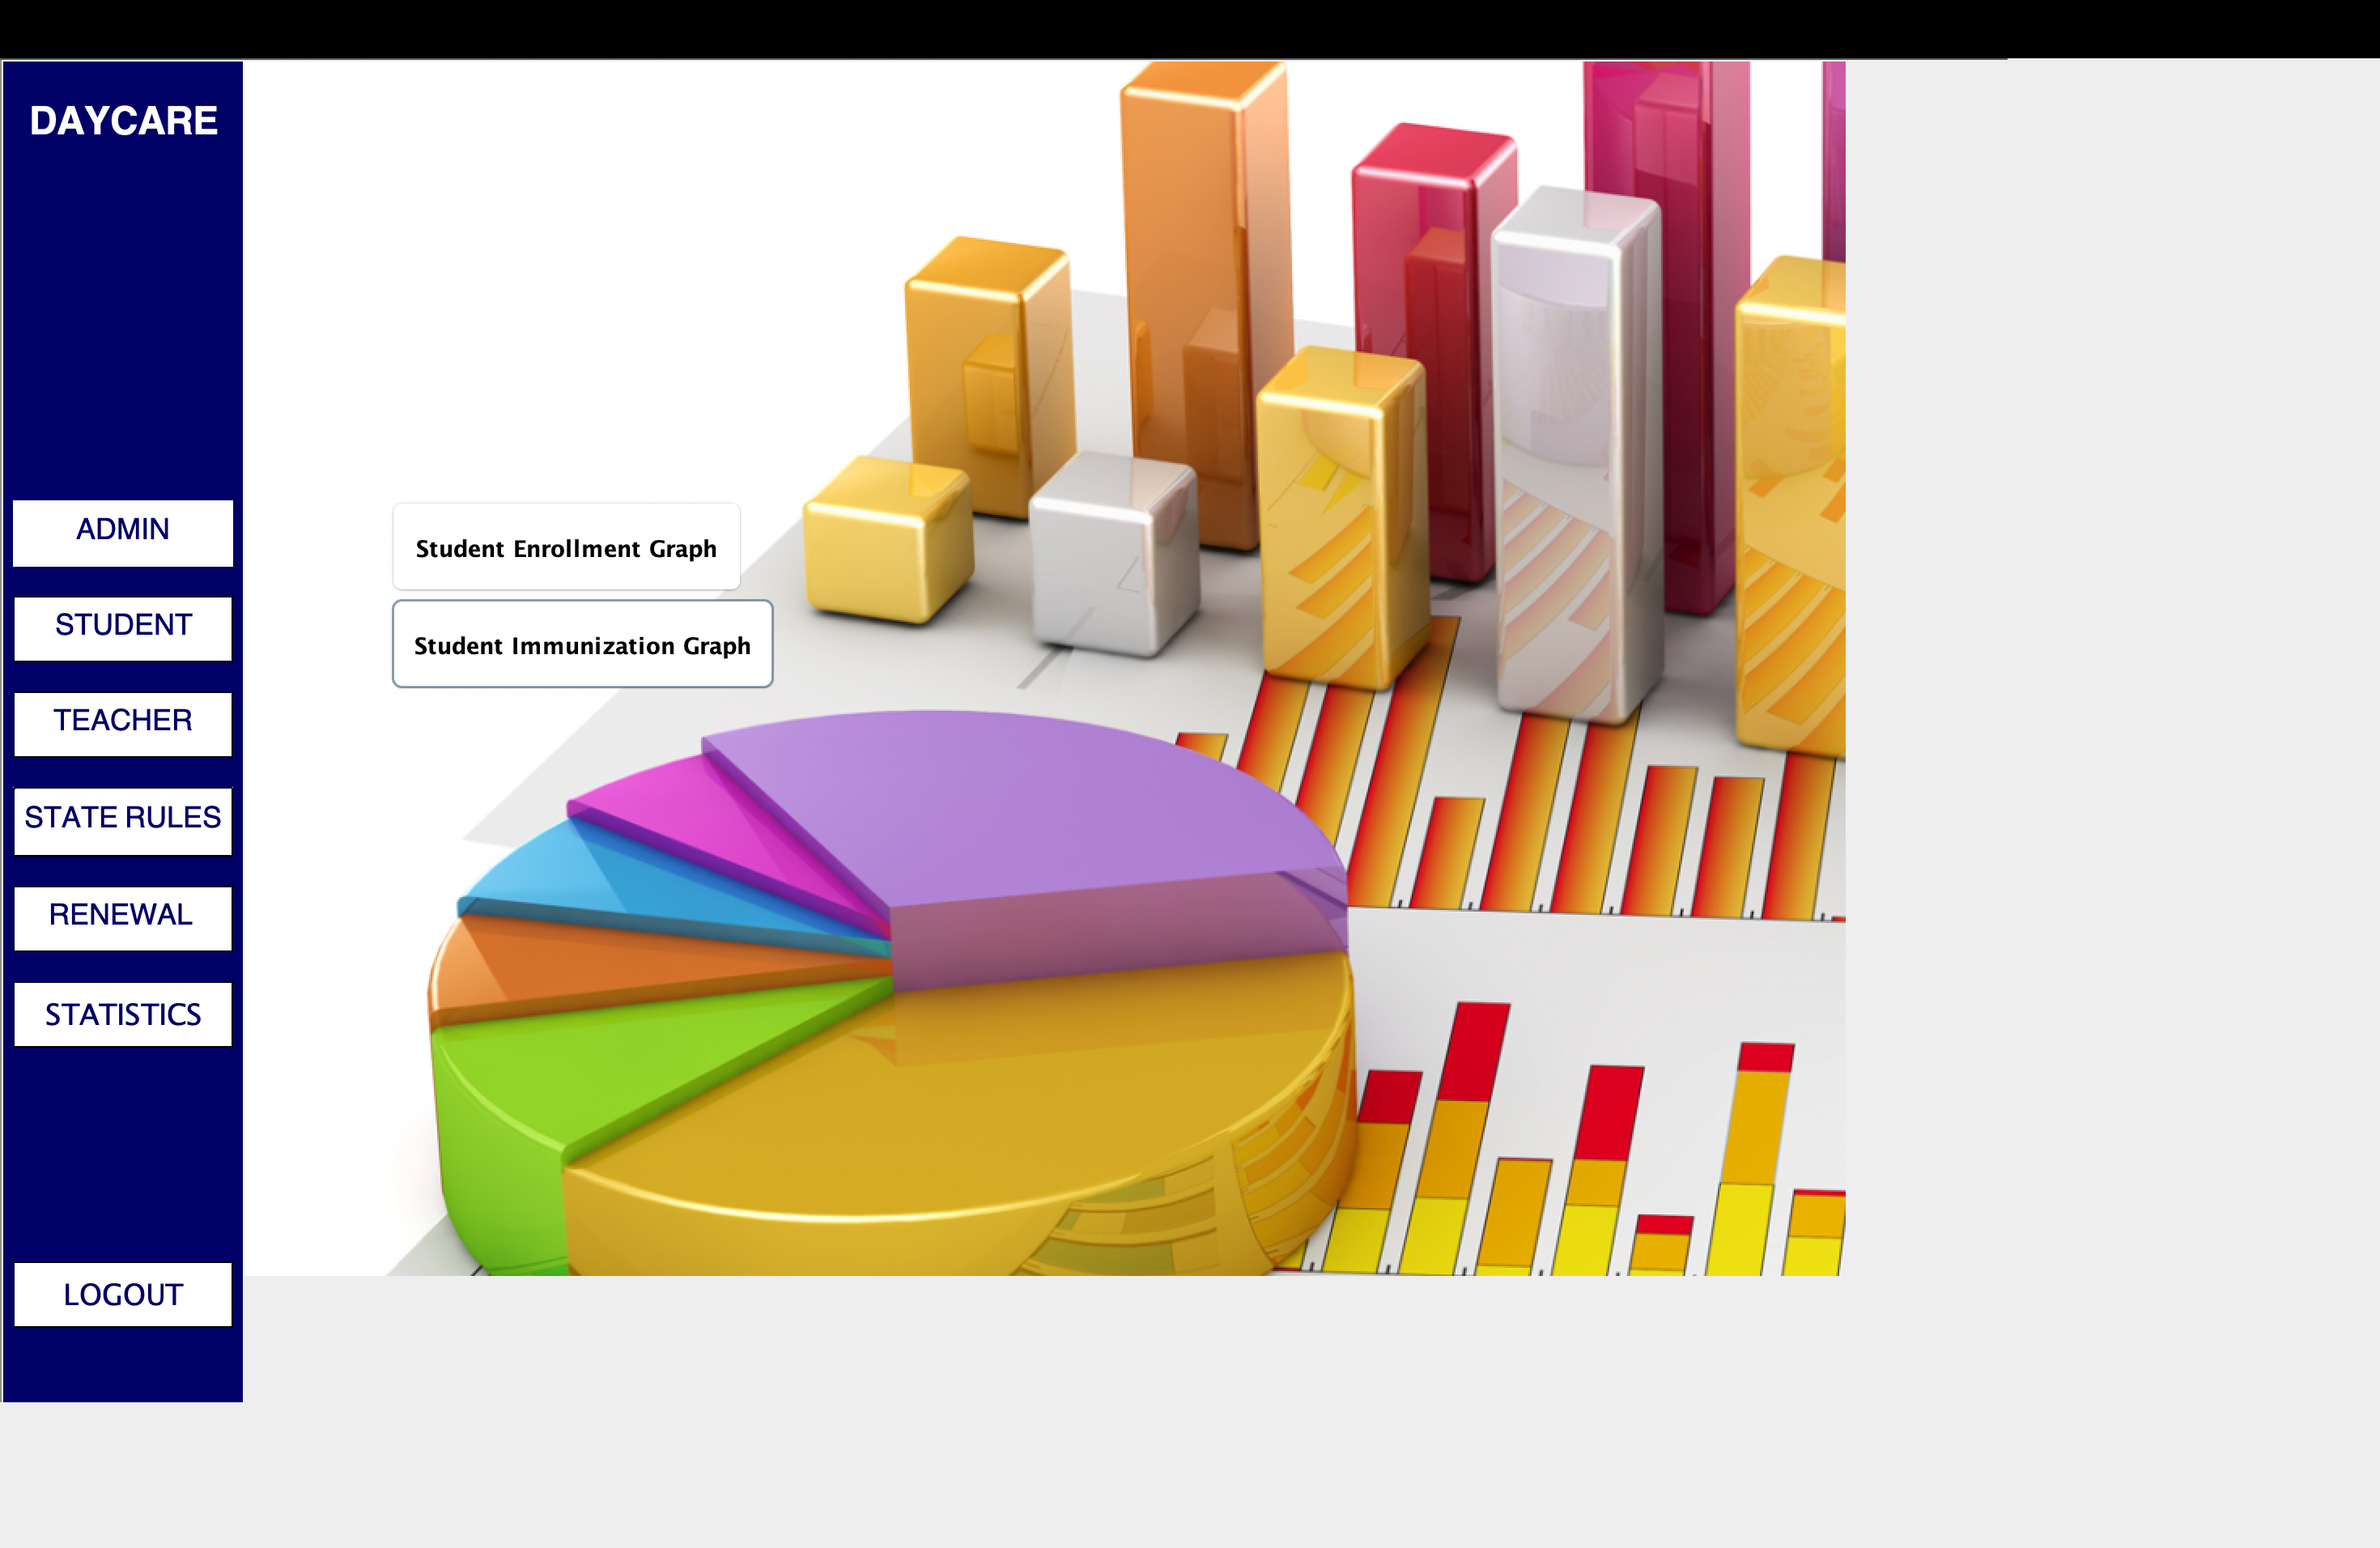 DAYCARE
ADMIN
STUDENT
TEACHER
STATE RULES
RENEWAL
STATISTICS
LOGOUT
Student Enrollment Graph
Student Immunization Graph